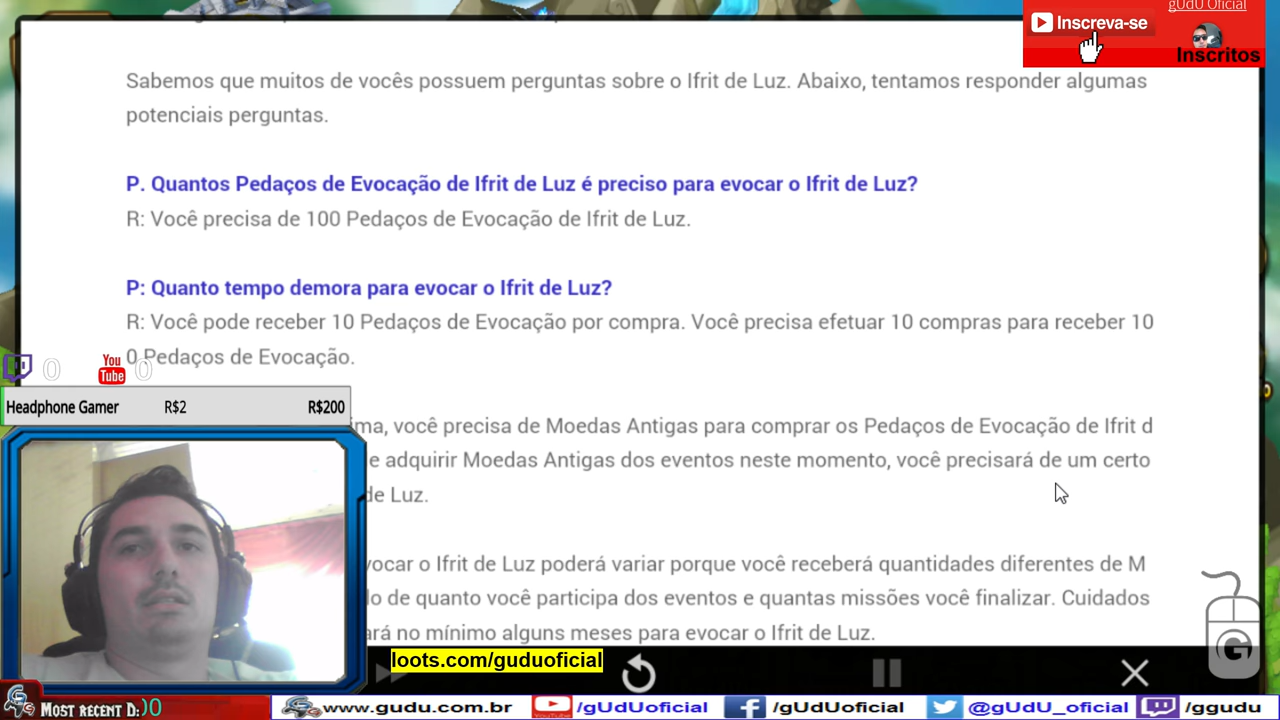 gUdU Oficial
Inscreva-se
Inscritos
Sabemos que muitos de vocês possuem perguntas sobre o Ifrit de Luz. Abaixo, tentamos responder algumas
potenciais perguntas.
P. Quantos Pedaços de Evocação de Ifrit de Luz é preciso para evocar o Ifrit de Luz?
R: Você precisa de 100 Pedaços de Evocação de Ifrit de Luz.
P: Quanto tempo demora para evocar o Ifrit de Luz?
R: Você pode receber 10 Pedaços de Evocação por compra. Você precisa efetuar 10 compras para receber 10
0 Pedaços de Evocação.
0
You
Tube
0
Headphone Gamer R$2 R$200
ima, você precisa de Moedas Antigas para comprar os Pedaços de Evocação de Ifrit d
e adquirir Moedas Antigas dos eventos neste momento, você precisará de um certo
de Luz.
vocar o Ifrit de Luz poderá variar porque você receberá quantidades diferentes de M
lo de quanto você participa dos eventos e quantas missões você finalizar. Cuidados
ará no mínimo alguns meses para evocar o Ifrit de Luz.
G
loots.com/guduoficial
Most recent D:)0
www.gudu.com.br
YouTube
/gUduoficial
/gUduOficial
@gUdU_oficial
/ggudu